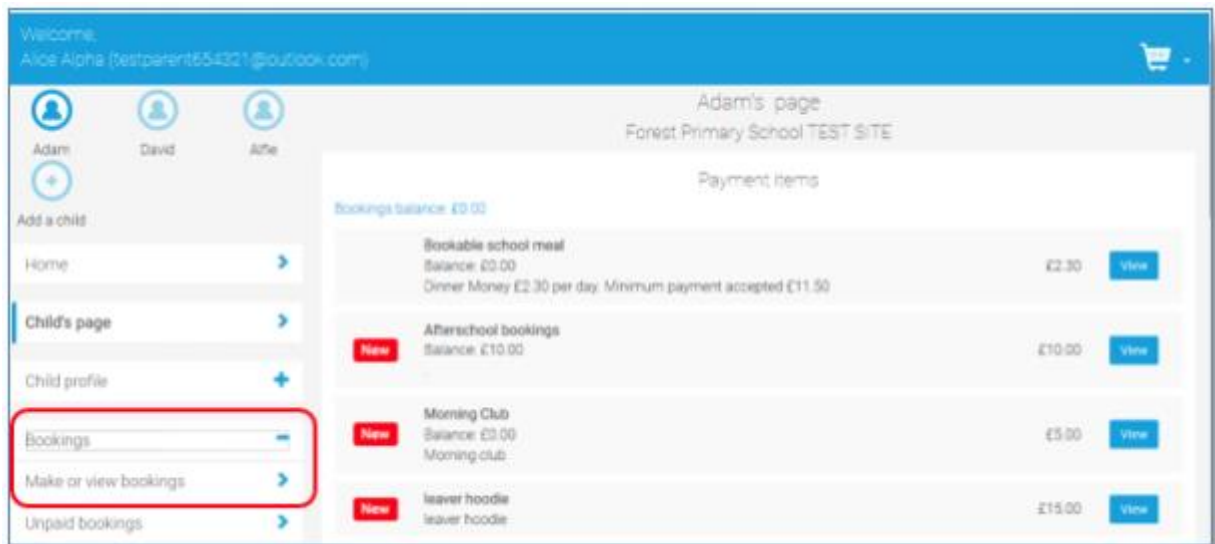 Welcome,
Alice Alpha (testparent654321@outlook.com)
Adam
David
Alfie
Add a child
Home
Child's page
Child profile
Bookings
Make or view bookings
Unpaid bookings
Adam's page
Forest Primary School TEST SITE
Payment items
Bookings balance: £0.00
Bookable school meal
Balance: £0.00
Dinner Money £2.30 per day. Minimum payment accepted £11.50
£2.30
View
New
Afterschool bookings
Balance: £10.00
.
£10.00
View
New
Morning Club
Balance: £0.00
Morning club
£5.00
View
New
leaver hoodie
leaver hoodie
£15.00
View